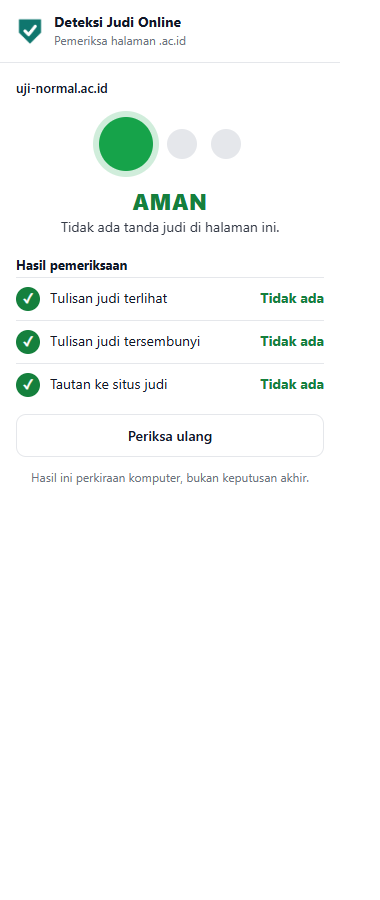 Deteksi Judi Online
Pemeriksa halaman .ac.id
uji-normal.ac.id
AMAN
Tidak ada tanda judi di halaman ini.
Hasil pemeriksaan
Tulisan judi terlihat Tidak ada
Tulisan judi tersembunyi Tidak ada
Tautan ke situs judi Tidak ada
Periksa ulang
Hasil ini perkiraan komputer, bukan keputusan akhir.